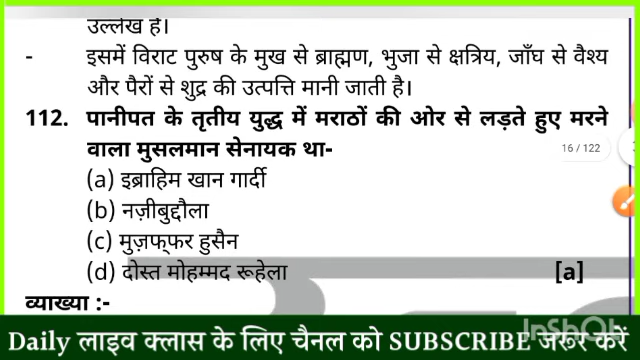 उल्लेख है।
- इसमें विराट पुरुष के मुख से ब्राह्मण, भुजा से क्षत्रिय, जाँघ से वैश्य
और पैरों से शुद्र की उत्पत्ति मानी जाती है।
112. पानीपत के तृतीय युद्ध में मराठों की ओर से लड़ते हुए मरने
वाला मुसलमान सेनायक था-
16 / 122
(a) इब्राहिम खान गार्दी
(b) नज़ीबुद्दौला
(c) मुज़फ्फर हुसैन
(d) दोस्त मोहम्मद रूहेला [a]
व्याख्या :-
InShOt
Daily लाइव क्लास के लिए चैनल को SUBSCRIBE जरूर करें